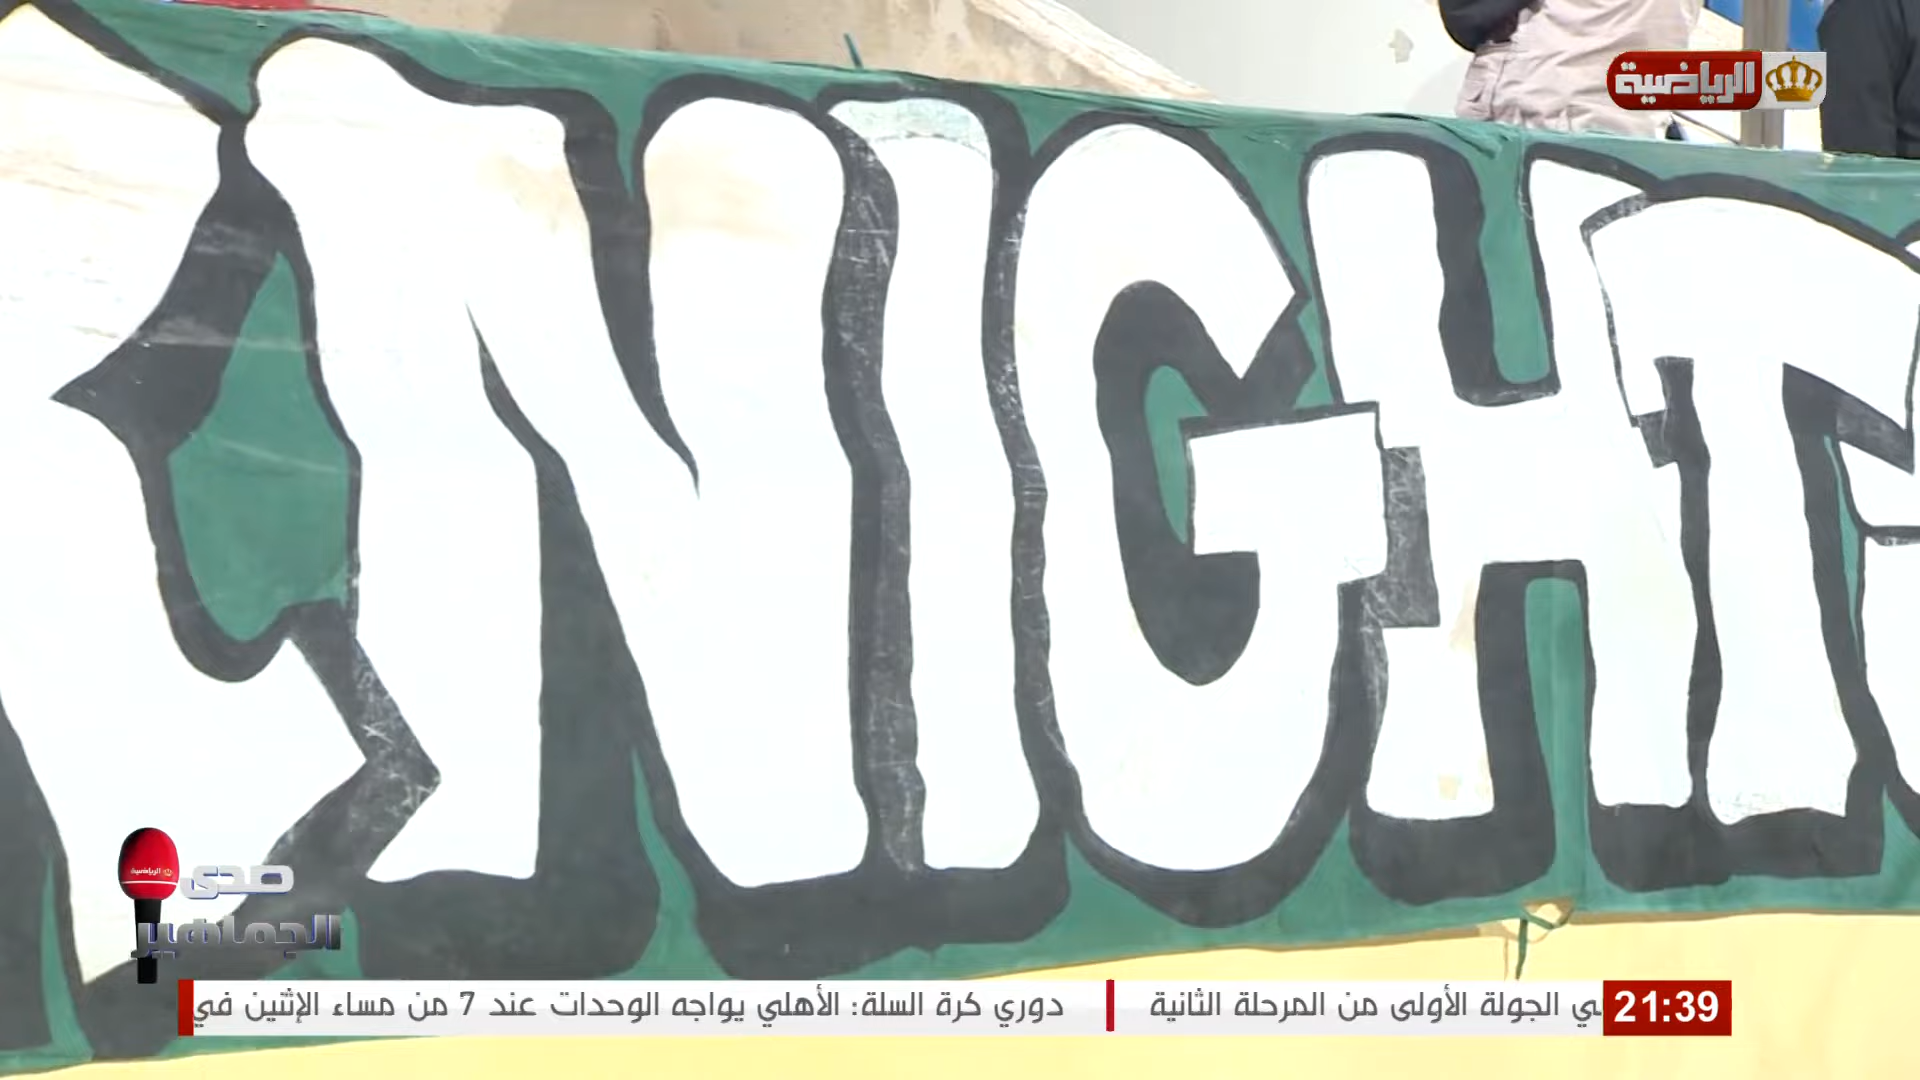 الرياضية
NIGHT
صدى
الجماهير
ي الجولة الأولى من المرحلة الثانية
دوري كرة السلة: الأهلي يواجه الوحدات عند 7 من مساء الإثنين في
21:39